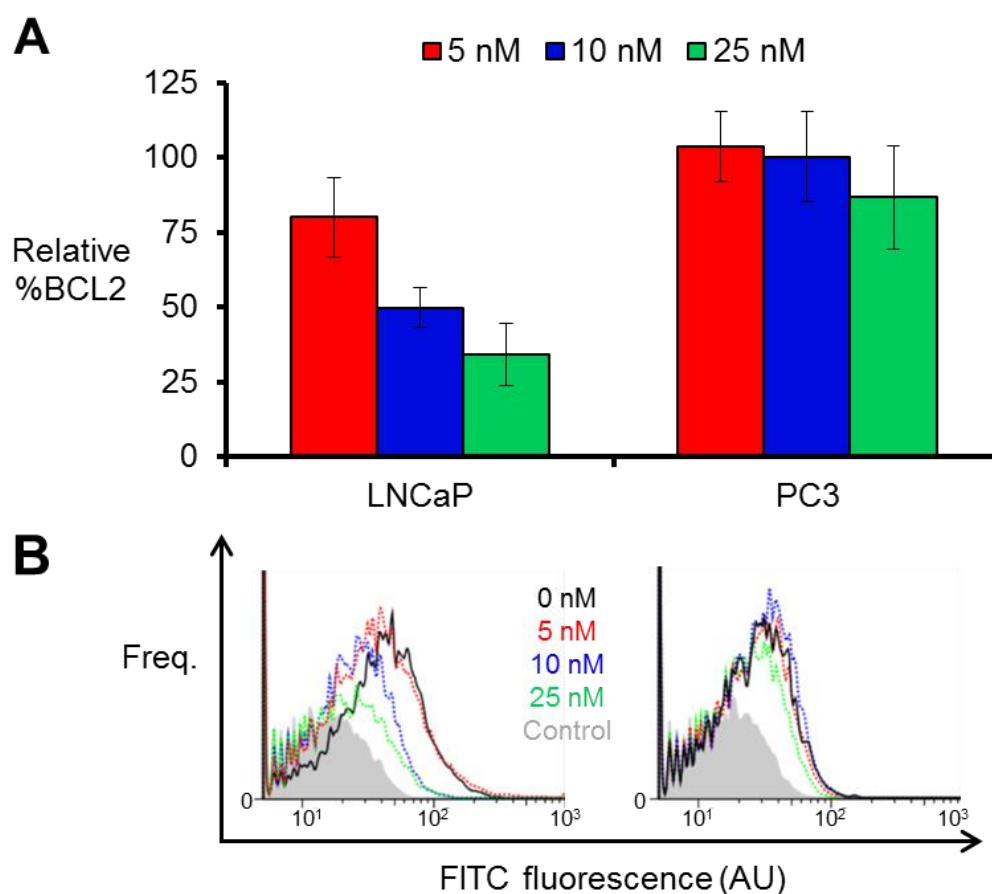 A
5 nM 10 nM 25 nM
125
100
75
50
25
0
Relative
%BCL2
LNCaP PC3
B
Freq.
0 nM
5 nM
10 nM
25 nM
Control
0 0
10¹ 10² 10³ 10¹ 10² 10³
FITC fluorescence (AU)